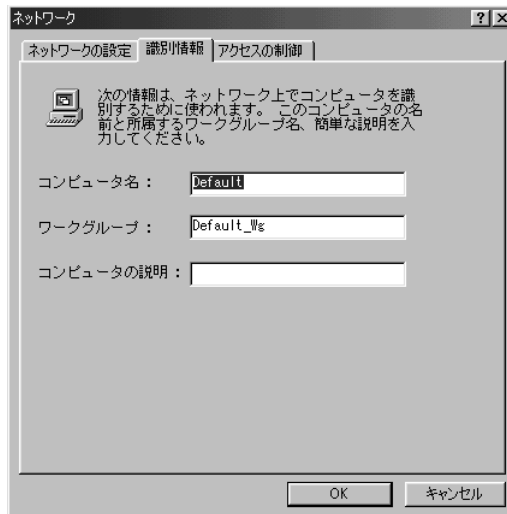 ネットワーク
ネットワークの設定 識別情報 アクセスの制御
次の情報は、ネットワーク上でコンピュータを識
別するために使われます。 このコンピュータの名
前と所属するワークグループ名、簡単な説明を入
力してください。
コンピュータ名： Default
ワークグループ： Default_Wg
コンピュータの説明：
OK キャンセル